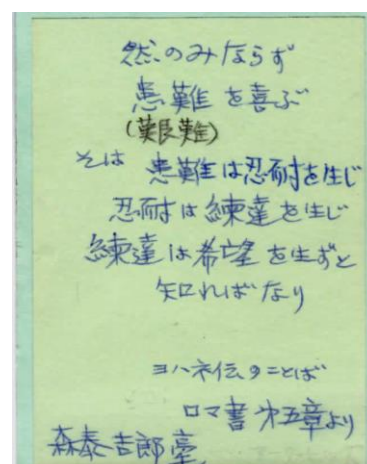 然のみならず
患難を喜ぶ
(艱難)
そは 患難は忍耐を生じ
忍耐は練達を生じ
練達は希望を生ずと
知ればなり
ヨハネ伝のことば
ロマ書第五章より
森泰吉郎臺